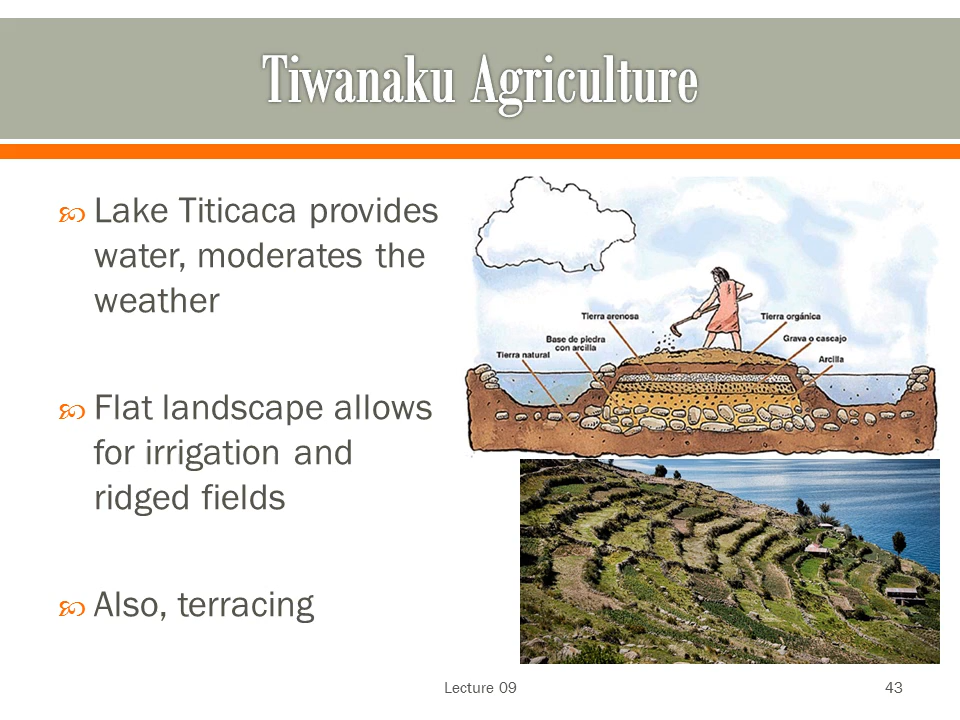 Tiwanaku Agriculture
Lake Titicaca provides
water, moderates the
weather
Flat landscape allows
for irrigation and
ridged fields
Also, terracing
Tierra arenosa
Tierra orgánica
Base de piedra
con arcilla
Grava o cascajo
Tierra natural
Arcilla
Lecture 09
43